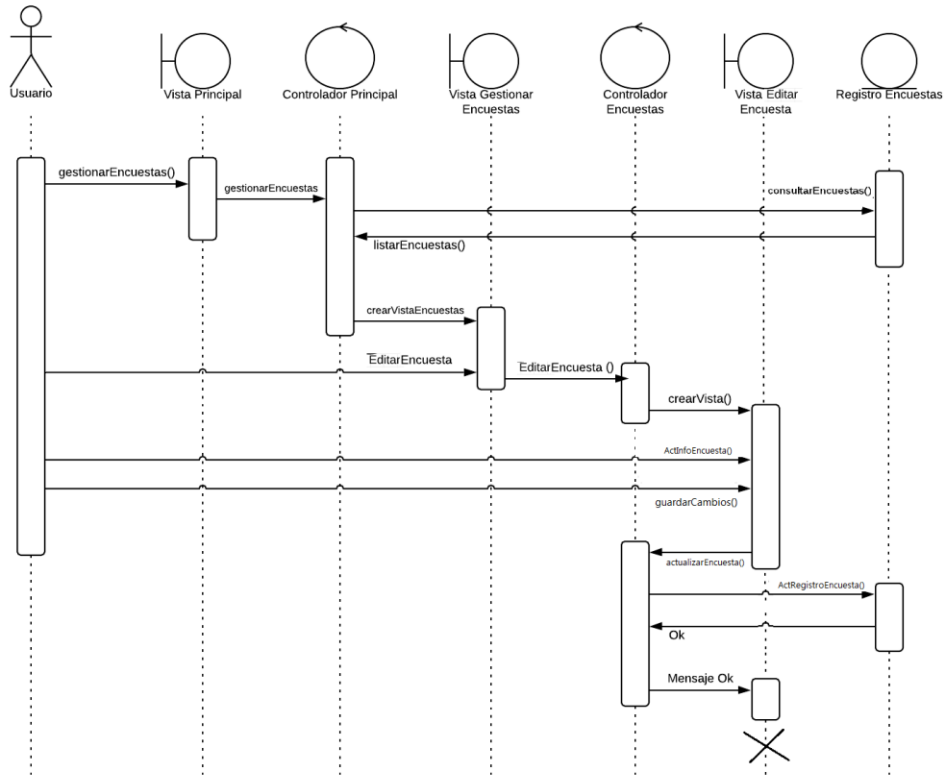 Usuario
Vista Principal
Controlador Principal
Vista Gestionar
Encuestas
Controlador
Encuestas
Vista Editar
Encuesta
Registro Encuestas
gestionarEncuestas()
gestionarEncuestas
consultarEncuestas()
listarEncuestas()
crearVistaEncuestas
EditarEncuesta
EditarEncuesta ()
crearVista()
ActInfoEncuesta()
guardarCambios()
actualizarEncuesta()
ActRegistroEncuesta()
Ok
Mensaje Ok